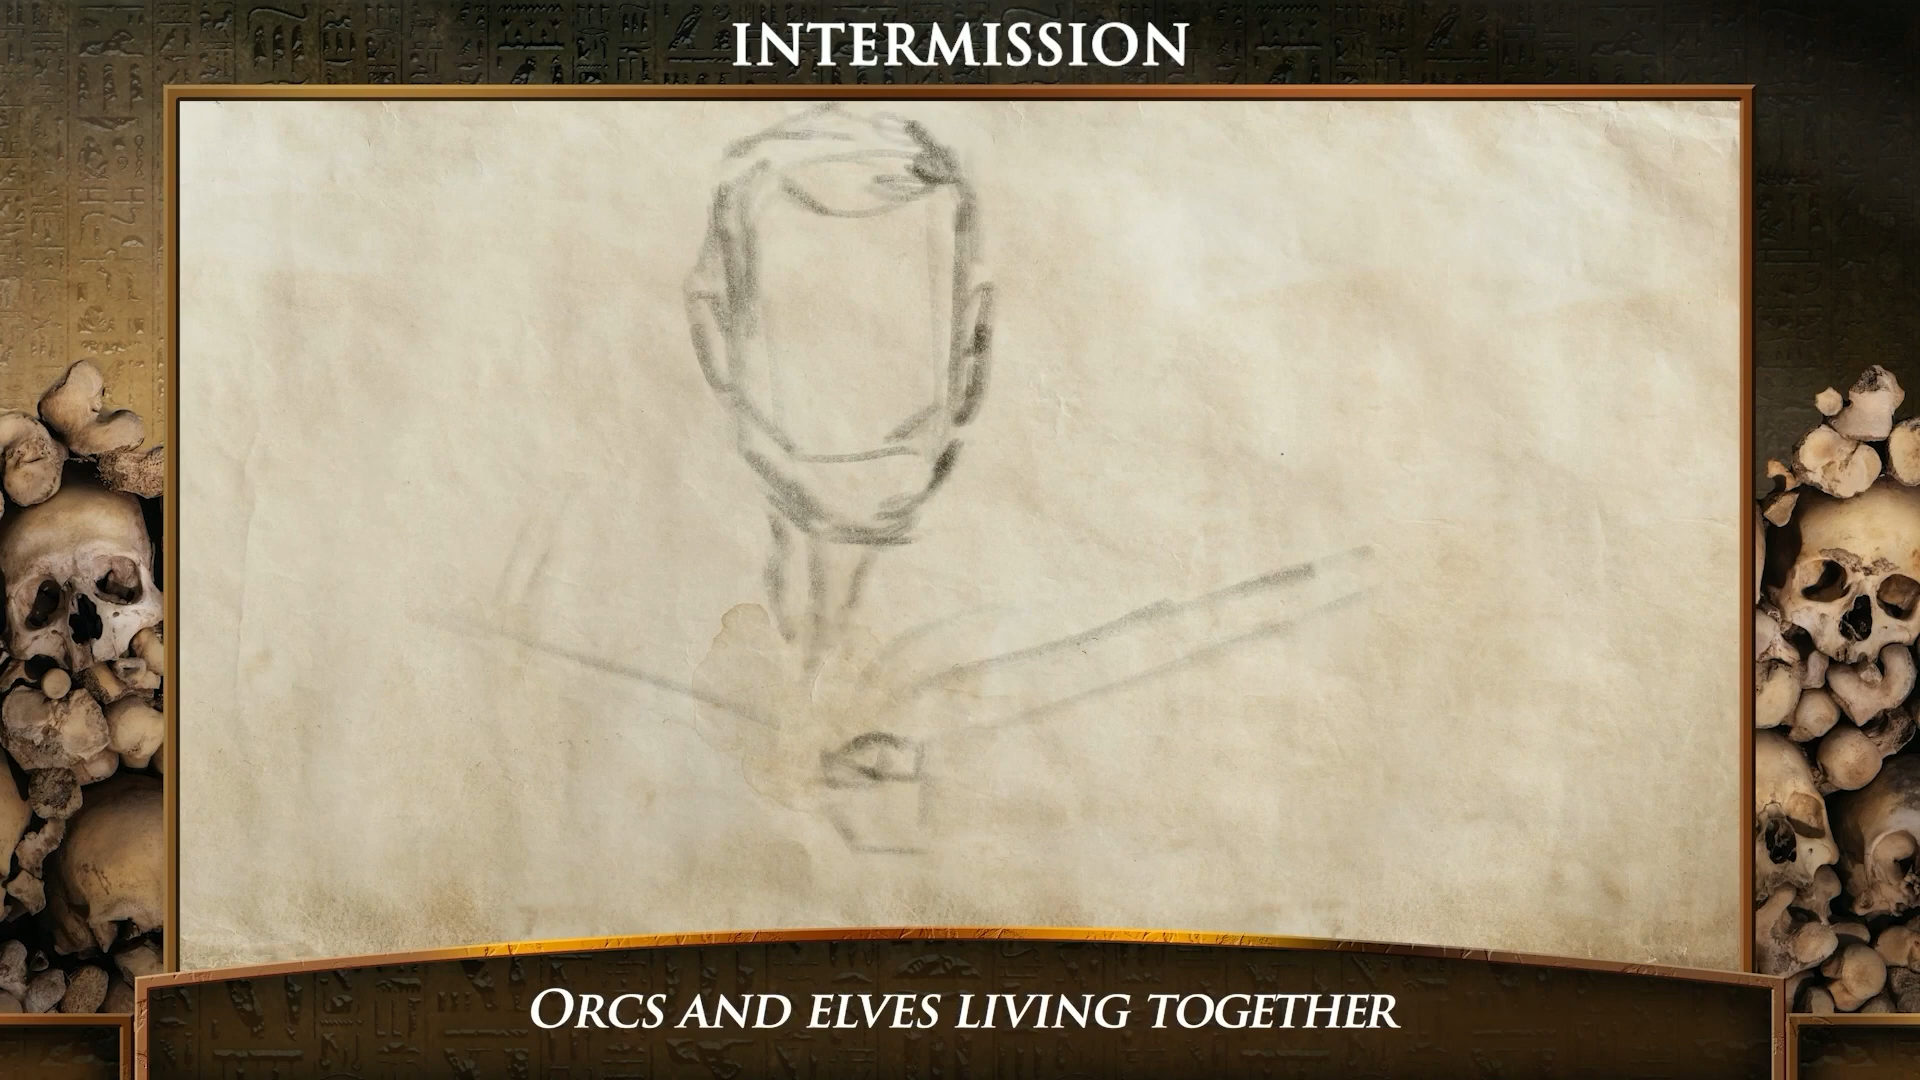 INTERMISSION
ORCS AND ELVES LIVING TOGETHER